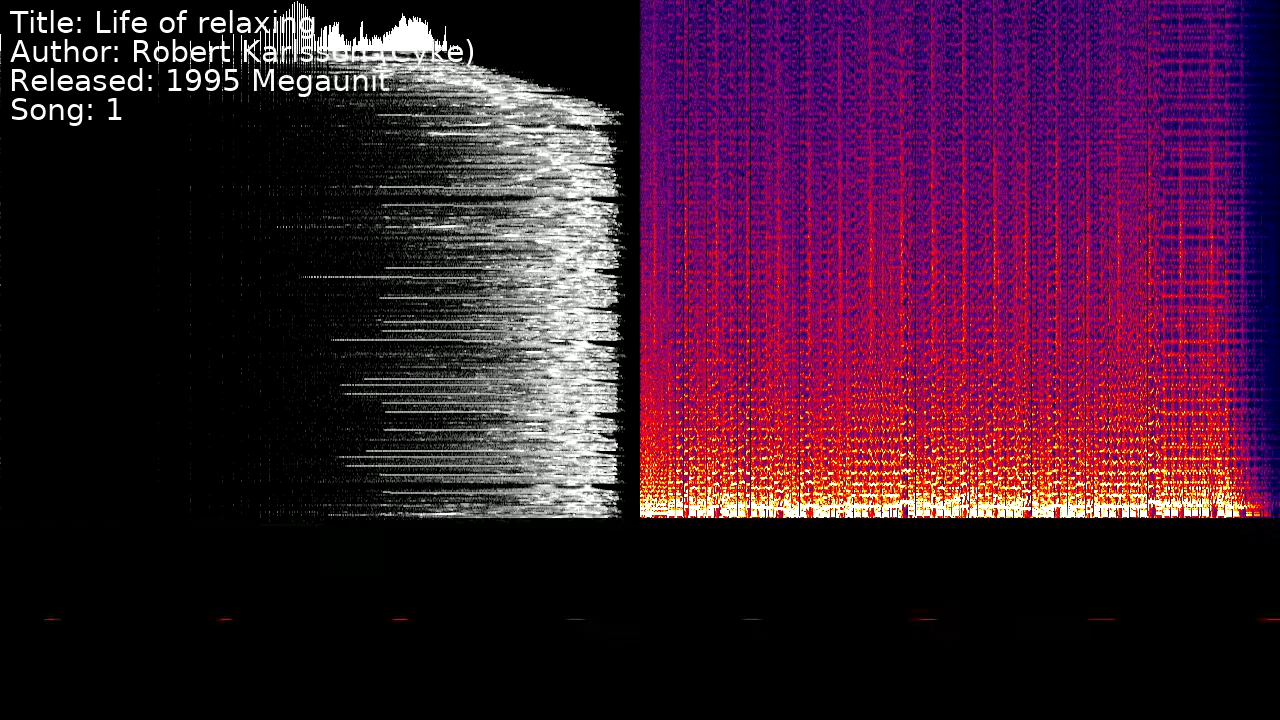 Title: Life of relaxing
Author: Robert Karlsson (Cyke)
Released: 1995 Megaunit
Song: 1